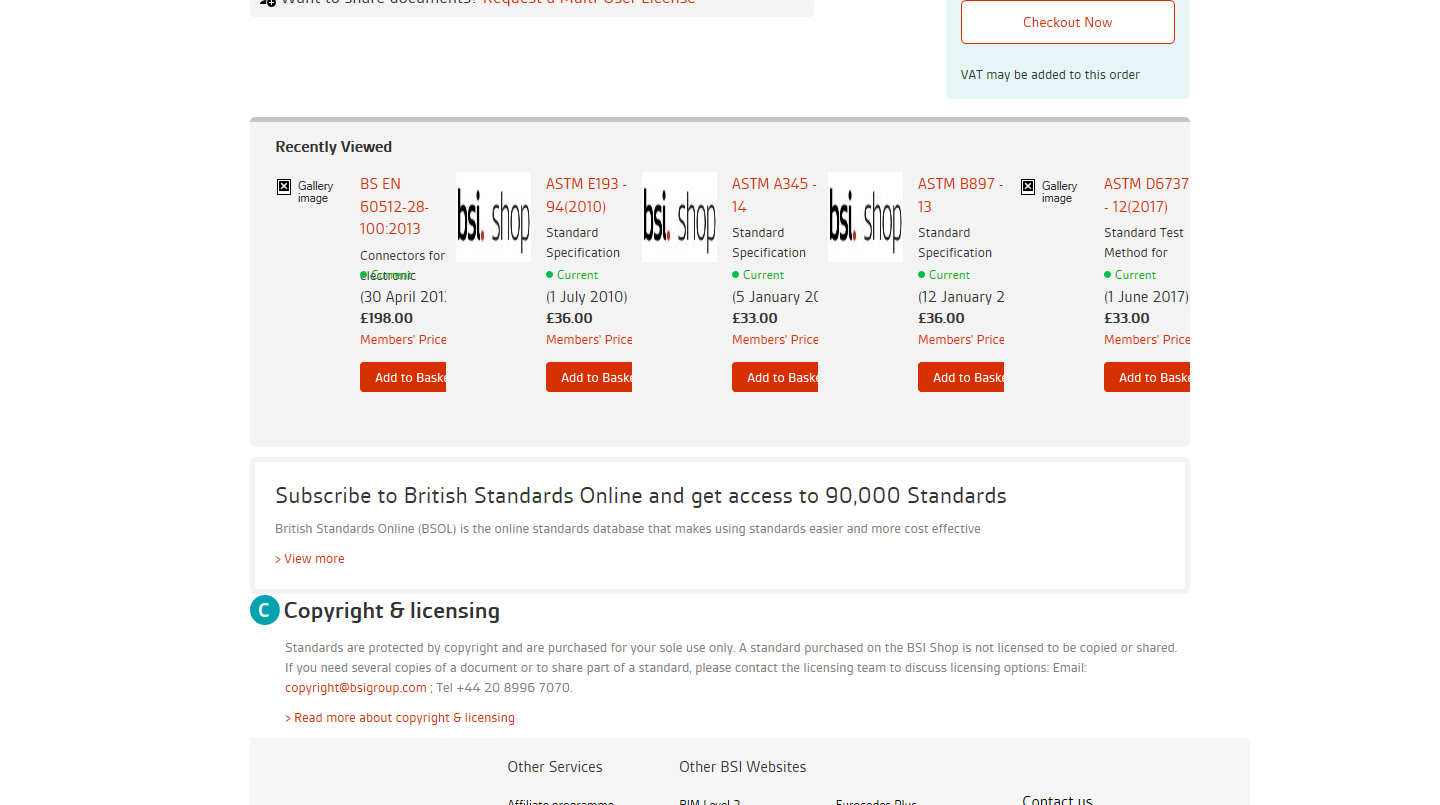 Want to share documents? Request a Multi-User License
Checkout Now
VAT may be added to this order
Recently Viewed
Gallery
image
BS EN
60512-28-
100:2013
Connectors for
electronic
Current
(30 April 201
£198.00
Members' Price
Add to Baske
bsi. shop
ASTM E193 -
94(2010)
Standard
Specification
Current
(1 July 2010)
£36.00
Members' Price
Add to Baske
bsi. shop
ASTM A345 -
14
Standard
Specification
Current
(5 January 20
£33.00
Members' Price
Add to Baske
bsi. shop
ASTM B897 -
13
Standard
Specification
Current
(12 January 2
£36.00
Members' Price
Add to Baske
Gallery
image
ASTM D6737
- 12(2017)
Standard Test
Method for
Current
(1 June 2017)
£33.00
Members' Price
Add to Baske
Subscribe to British Standards Online and get access to 90,000 Standards
British Standards Online (BSOL) is the online standards database that makes using standards easier and more cost effective
> View more
C Copyright & licensing
Standards are protected by copyright and are purchased for your sole use only. A standard purchased on the BSI Shop is not licensed to be copied or shared.
If you need several copies of a document or to share part of a standard, please contact the licensing team to discuss licensing options: Email:
copyright@bsigroup.com ; Tel +44 20 8996 7070.
> Read more about copyright & licensing
Other Services
Other BSI Websites
Affiliate programme
BIM Level 2
Eurocodes Plus
Contact us